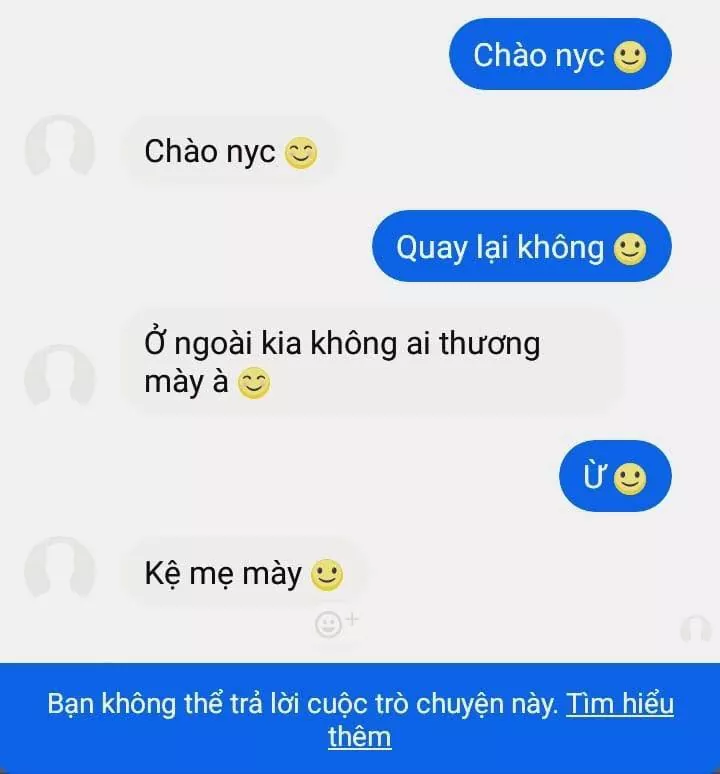 Chào nyc 🙂
Chào nyc 😊
Quay lại không 🙂
Ở ngoài kia không ai thương
mày à 😊
Ừ 🙂
Kệ mẹ mày 🙂
Bạn không thể trả lời cuộc trò chuyện này. Tìm hiểu
thêm